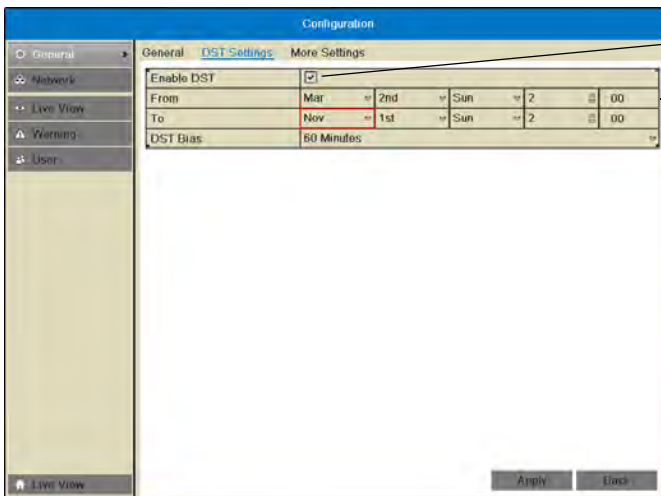 Configuration
General
Network
Live View
Warning
User
General DST Settings More Settings
Enable DST
From Mar 2nd Sun 2 : 00
To Nov 1st Sun 2 : 00
DST Bias 60 Minutes
Live View
Apply Back